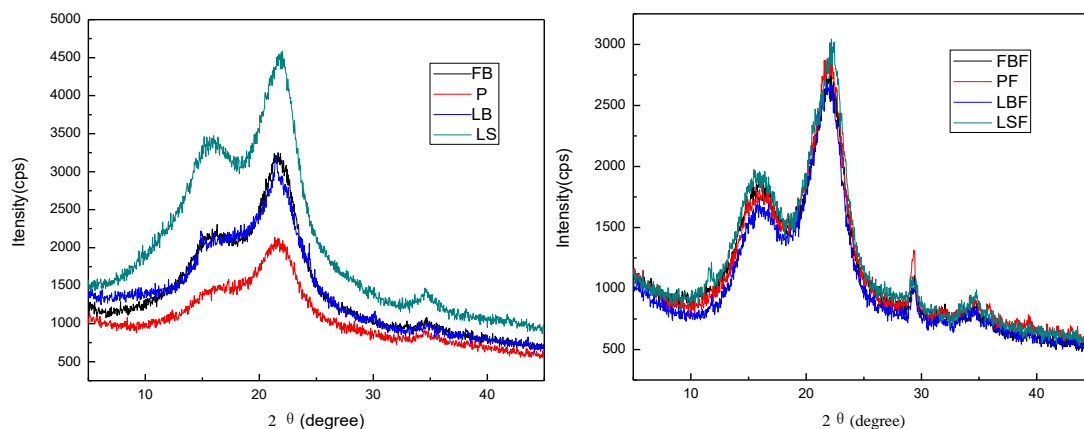 5000
4500
4000
3500
3000
2500
2000
1500
1000
500
Itensity(cps)
10 20 30 40
2 θ (degree)
FB
P
LB
LS
3000
2500
2000
1500
1000
500
Intensity(cps)
10 20 30 40
2 θ (degree)
FBF
PF
LBF
LSF